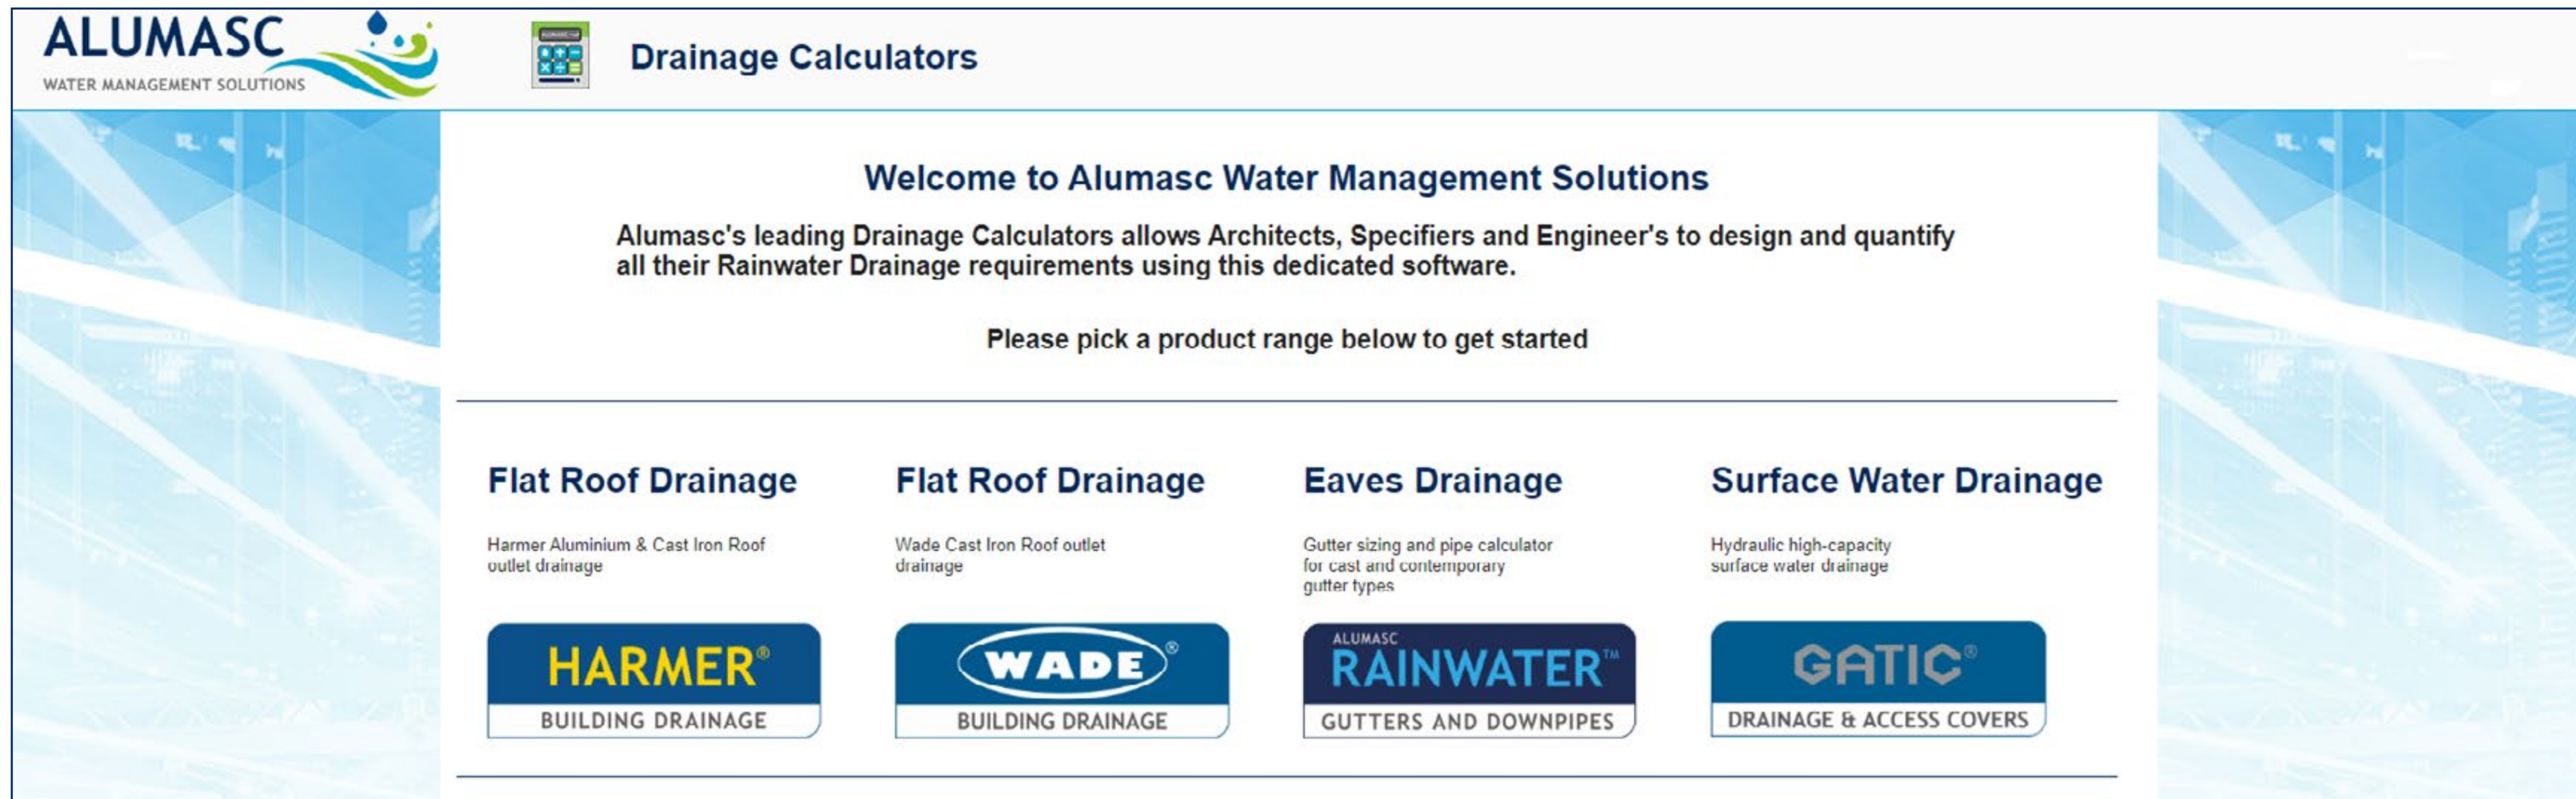 ALUMASC
WATER MANAGEMENT SOLUTIONS
Drainage Calculators
Welcome to Alumasc Water Management Solutions
Alumasc's leading Drainage Calculators allows Architects, Specifiers and Engineer's to design and quantify
all their Rainwater Drainage requirements using this dedicated software.
Please pick a product range below to get started
Flat Roof Drainage
Harmer Aluminium & Cast Iron Roof
outlet drainage
HARMER®
BUILDING DRAINAGE
Flat Roof Drainage
Wade Cast Iron Roof outlet
drainage
WADE®
BUILDING DRAINAGE
Eaves Drainage
Gutter sizing and pipe calculator
for cast and contemporary
gutter types
ALUMASC
RAINWATER™
GUTTERS AND DOWNPIPES
Surface Water Drainage
Hydraulic high-capacity
surface water drainage
GATIC®
DRAINAGE & ACCESS COVERS